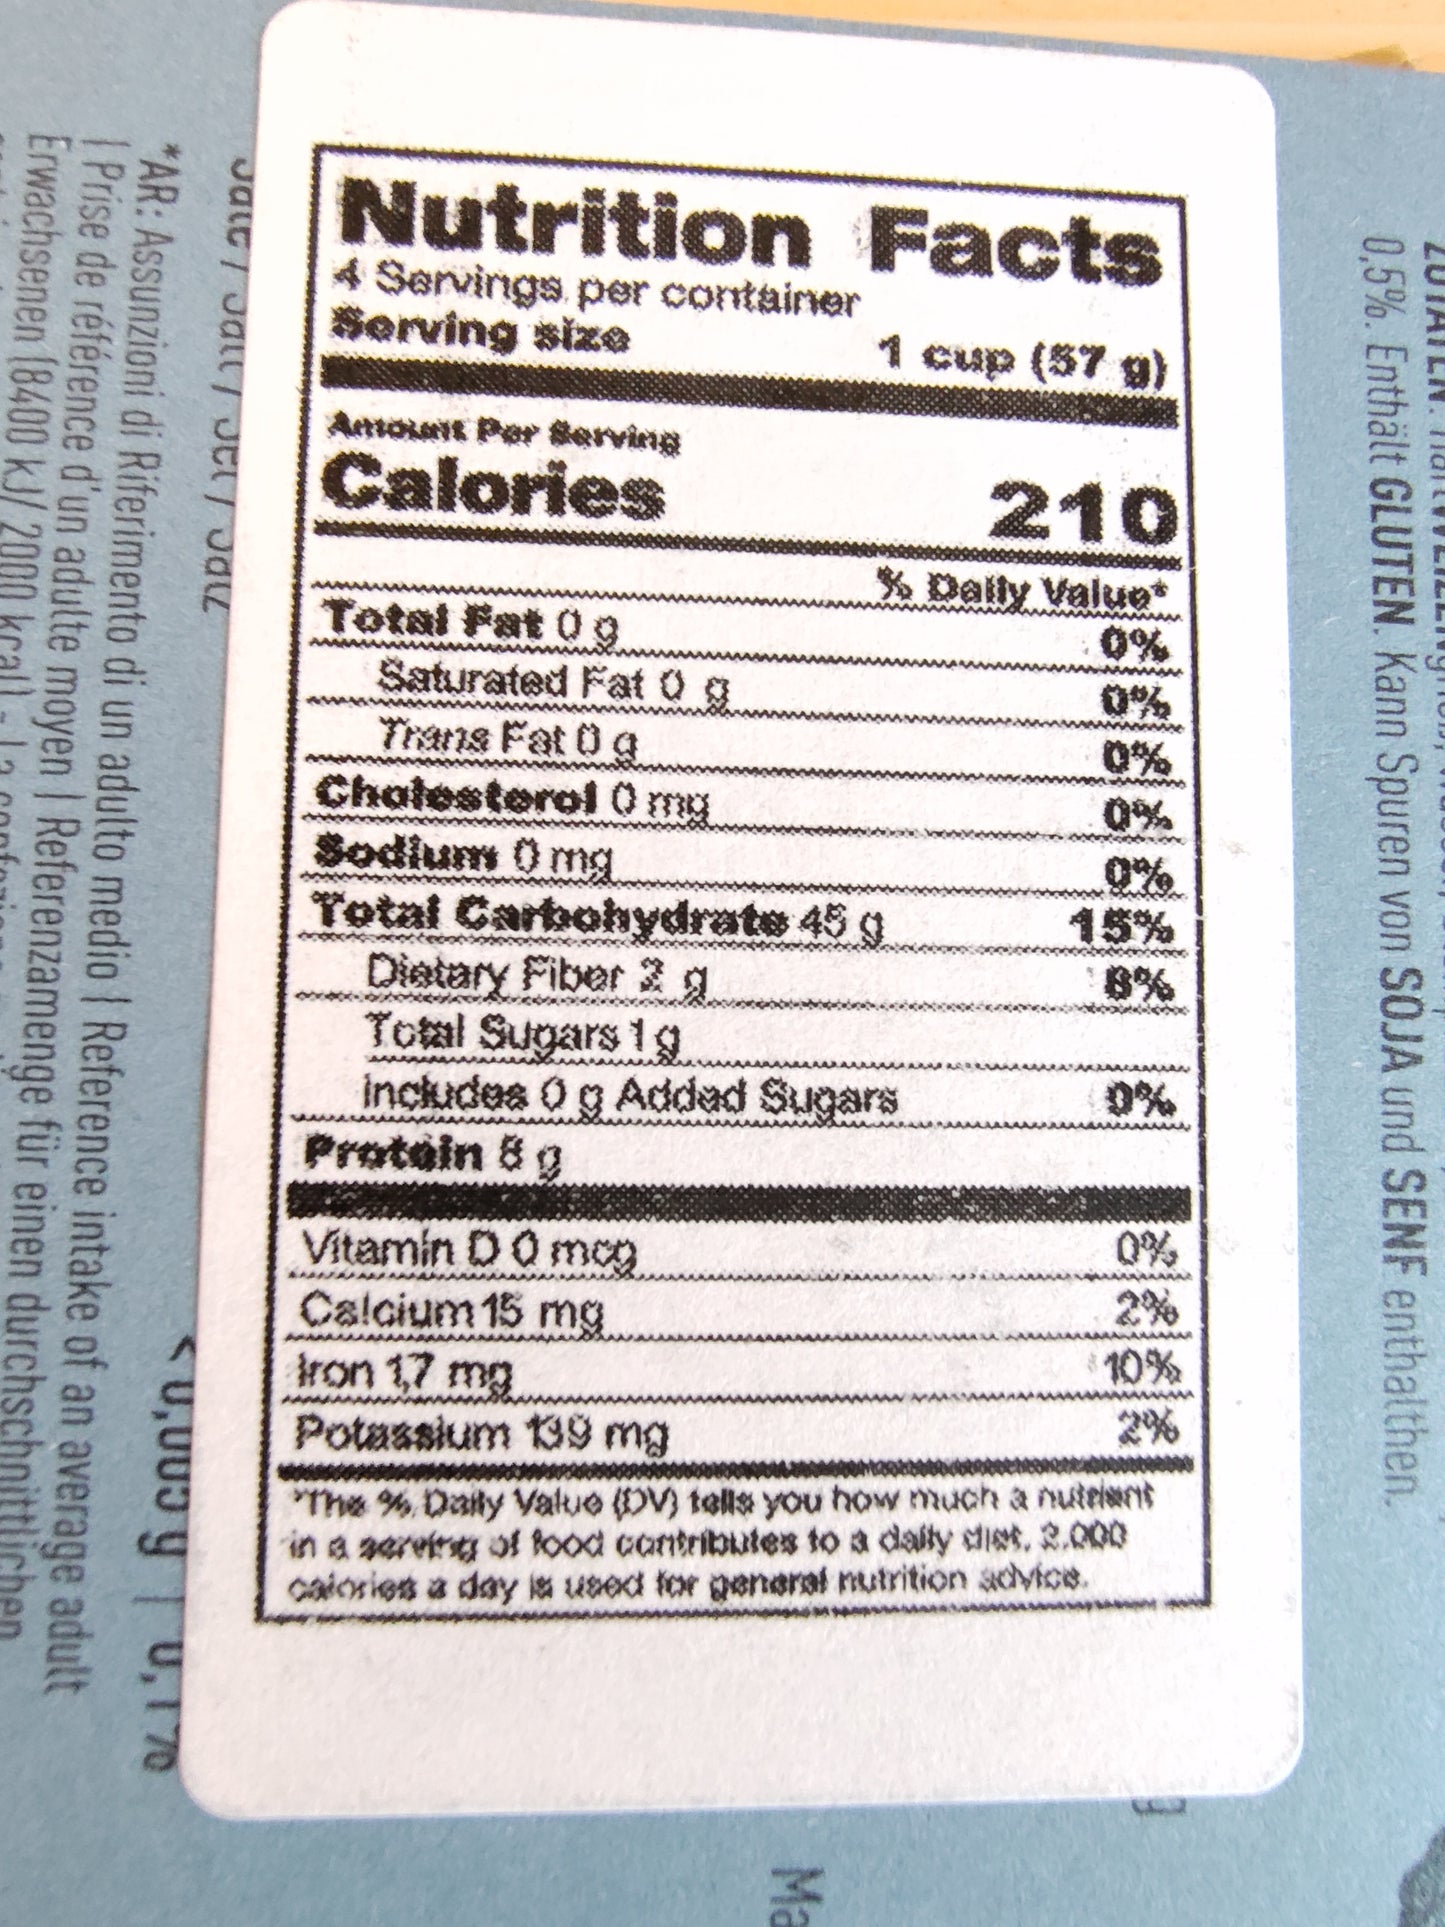 Nutrition Facts
4 Servings per container
Serving size 1 cup (57 g)
Amount Per Serving
Calories 210
% Daily Value*
Total Fat 0 g 0%
Saturated Fat 0 g 0%
Trans Fat 0 g 0%
Cholesterol 0 mg 0%
Sodium 0 mg 0%
Total Carbohydrate 45 g 15%
Dietary Fiber 2 g 8%
Total Sugars 1 g
Includes 0 g Added Sugars 0%
Protein 8 g
Vitamin D 0 mcg 0%
Calcium 15 mg 2%
Iron 1,7 mg 10%
Potassium 139 mg 2%
*The % Daily Value (DV) tells you how much a nutrient
in a serving of food contributes to a daily diet. 2.000
calories a day is used for general nutrition advice.
*AR: Assunzioni di Riferimento di un adulto medio | Reference intake of an average adult
| Prise de référence d'un adulte moyen | Referenzamenge für einen durchschnittlichen
Erwachsenen (8400 kJ/ 2000 kcal) - La
0,5%. Enthält GLUTEN. Kann Spuren von SOJA und SENF enthalthen.
< 0,005 g | 0,1%
Ma